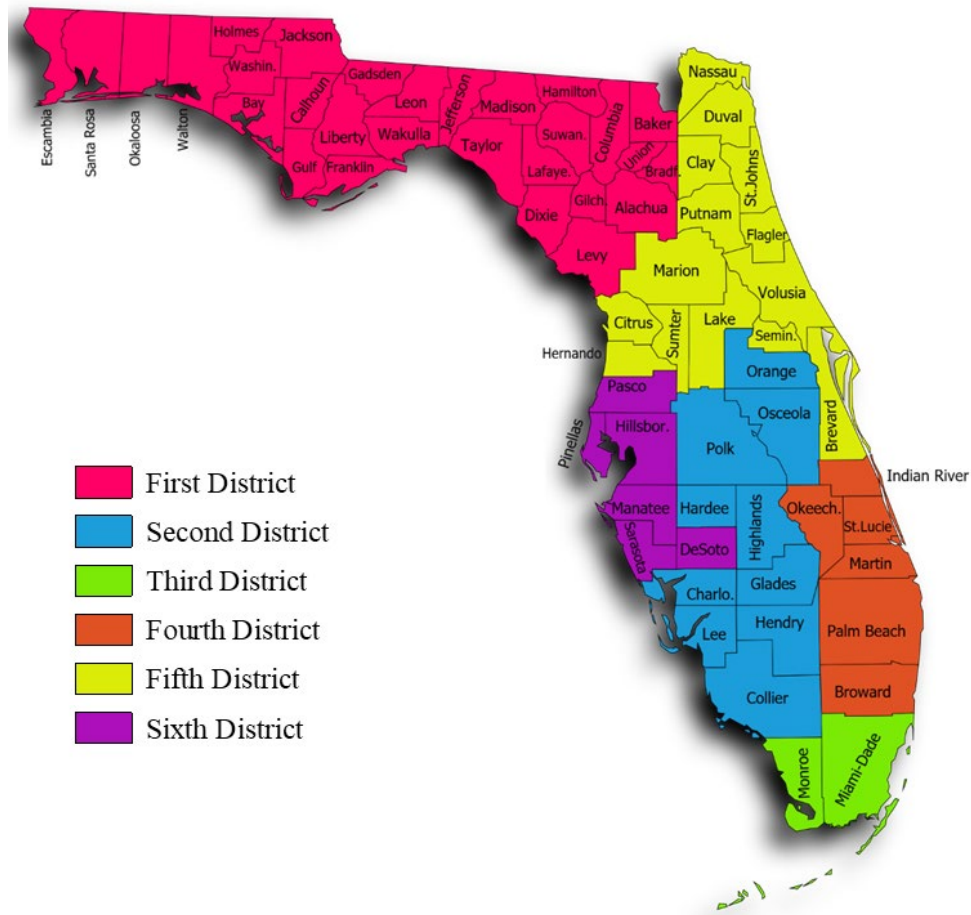 Holmes
Jackson
Washin.
Bay
Calhoun
Gadsden
Liberty
Gulf
Franklin
Leon
Wakulla
Jefferson
Madison
Taylor
Hamilton
Suwan.
Lafaye.
Columbia
Baker
Union
Bradf.
Gilch.
Dixie
Alachua
Levy
Escambia
Santa Rosa
Okaloosa
Walton
Nassau
Duval
Clay
St.Johns
Putnam
Flagler
Marion
Volusia
Citrus
Sumter
Lake
Semin.
Hernando
Orange
Pasco
Osceola
Brevard
Pinellas
Hillsbor.
Polk
Indian River
Manatee
Hardee
Highlands
Okeech.
St.Lucie
Sarasota
DeSoto
Martin
Charlo.
Glades
Lee
Hendry
Palm Beach
Collier
Broward
Monroe
Miami-Dade
First District
Second District
Third District
Fourth District
Fifth District
Sixth District